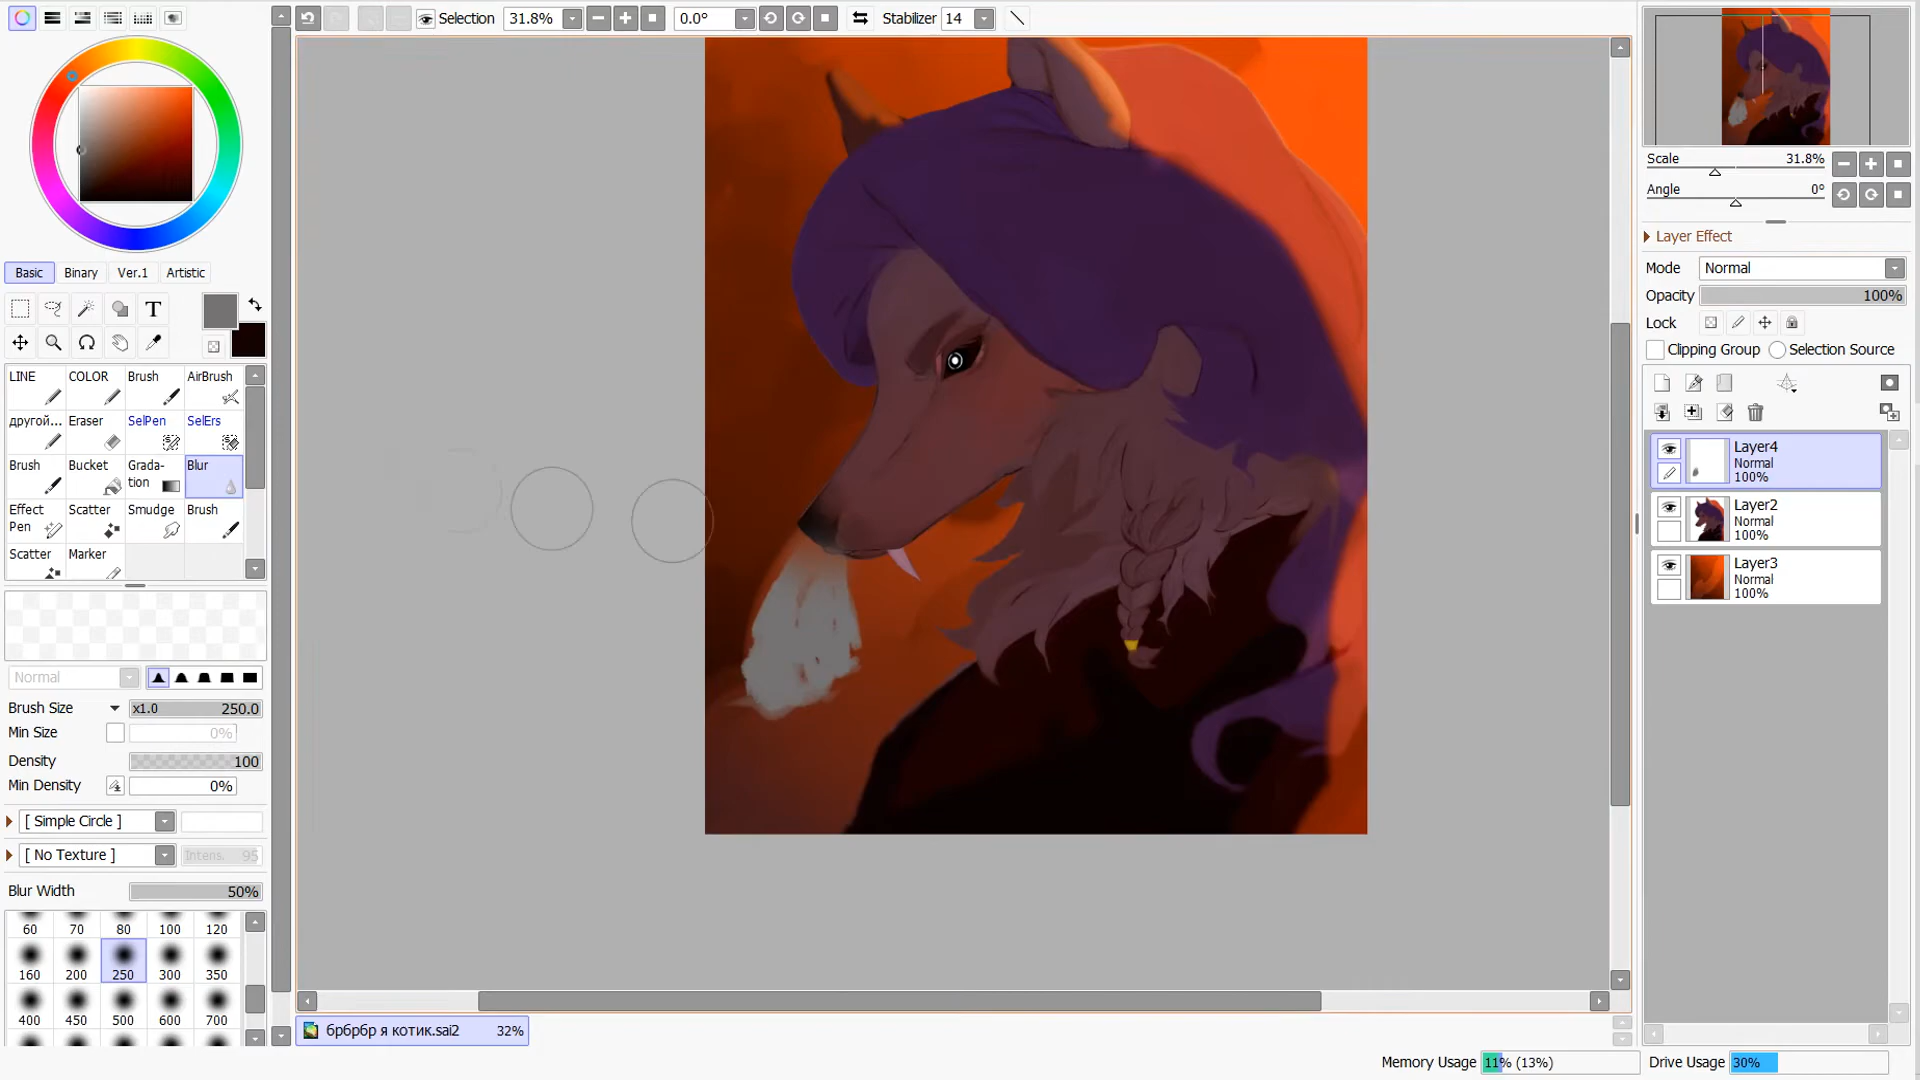 Selection 31.8% 0.0° Stabilizer 14
Scale 31.8%
Angle 0°
Layer Effect
Mode Normal
Opacity 100%
Lock
Clipping Group Selection Source
Layer4
Normal
100%
Layer2
Normal
100%
Layer3
Normal
100%
Basic Binary Ver.1 Artistic
T
LINE COLOR Brush AirBrush
другой... Eraser SelPen SelErs
Brush Bucket Grada-tion Blur
Effect Pen Scatter Smudge Brush
Scatter Marker
Normal
Brush Size x1.0 250.0
Min Size 0%
Density 100
Min Density 0%
[ Simple Circle ]
[ No Texture ] Intens. 95
Blur Width 50%
60 70 80 100 120
160 200 250 300 350
400 450 500 600 700
брбрбр я котик.sai2 32%
Memory Usage 11% (13%) Drive Usage 30%